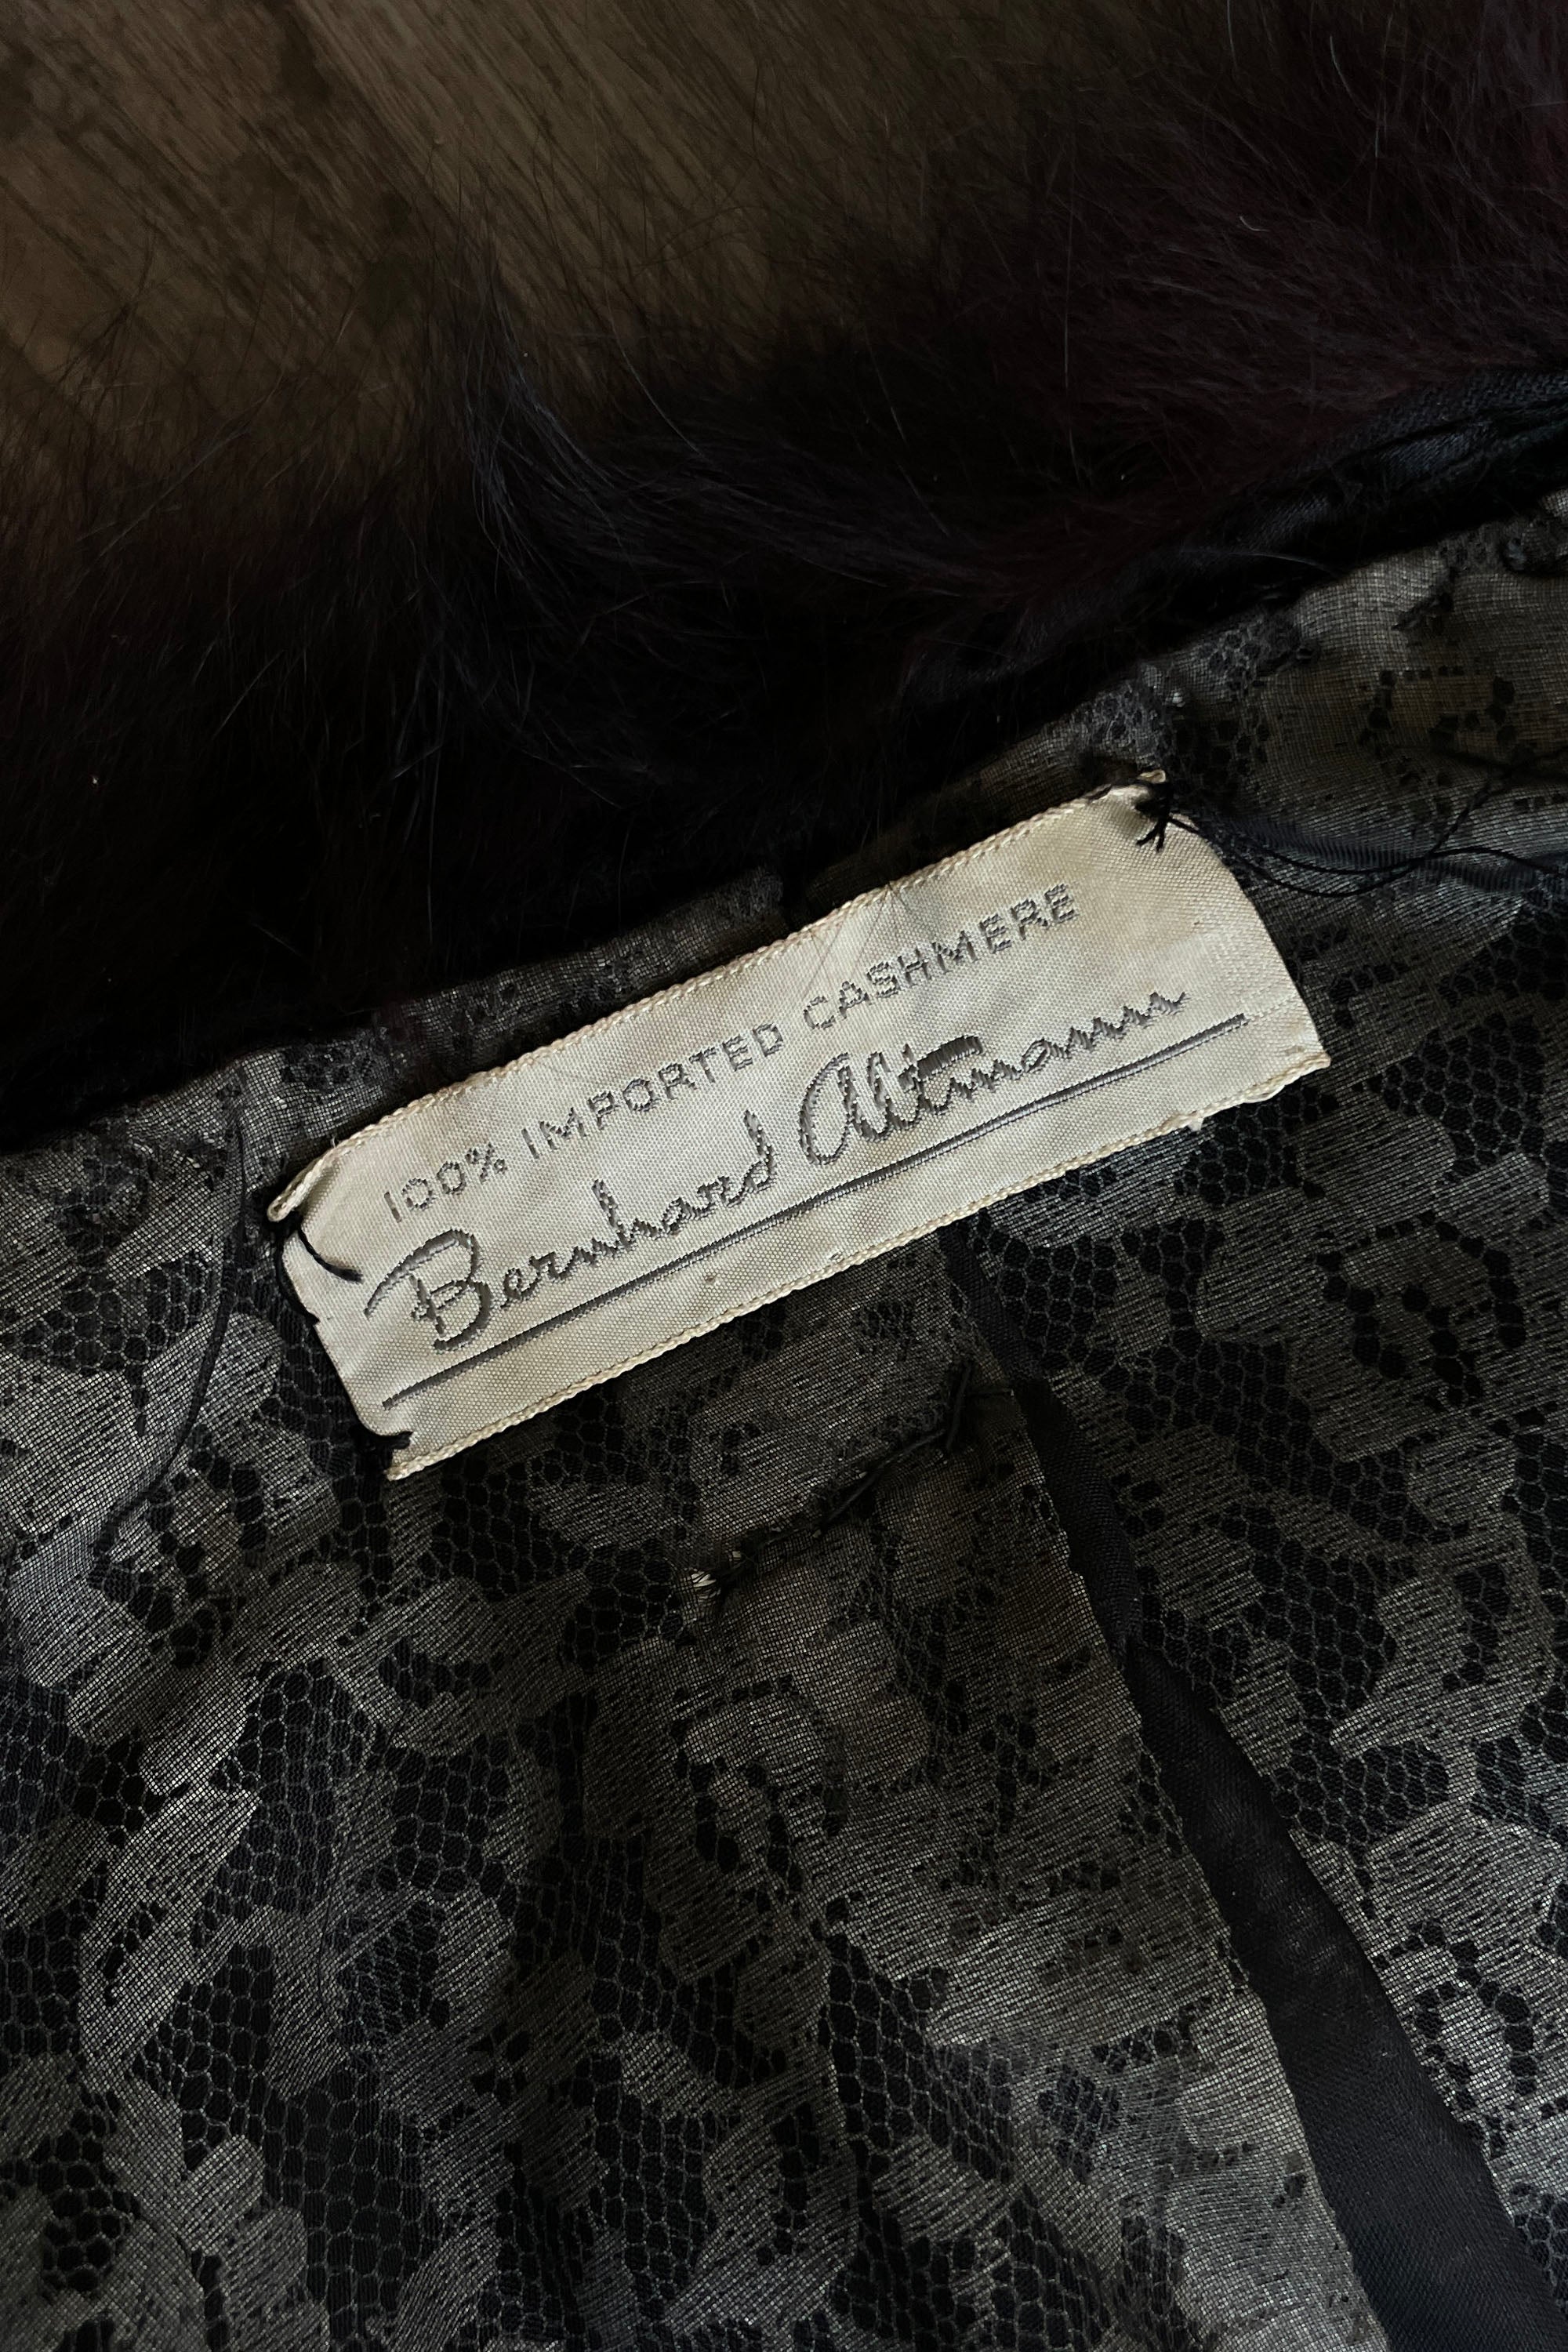 100% IMPORTED CASHMERE
Bernhard Altmann